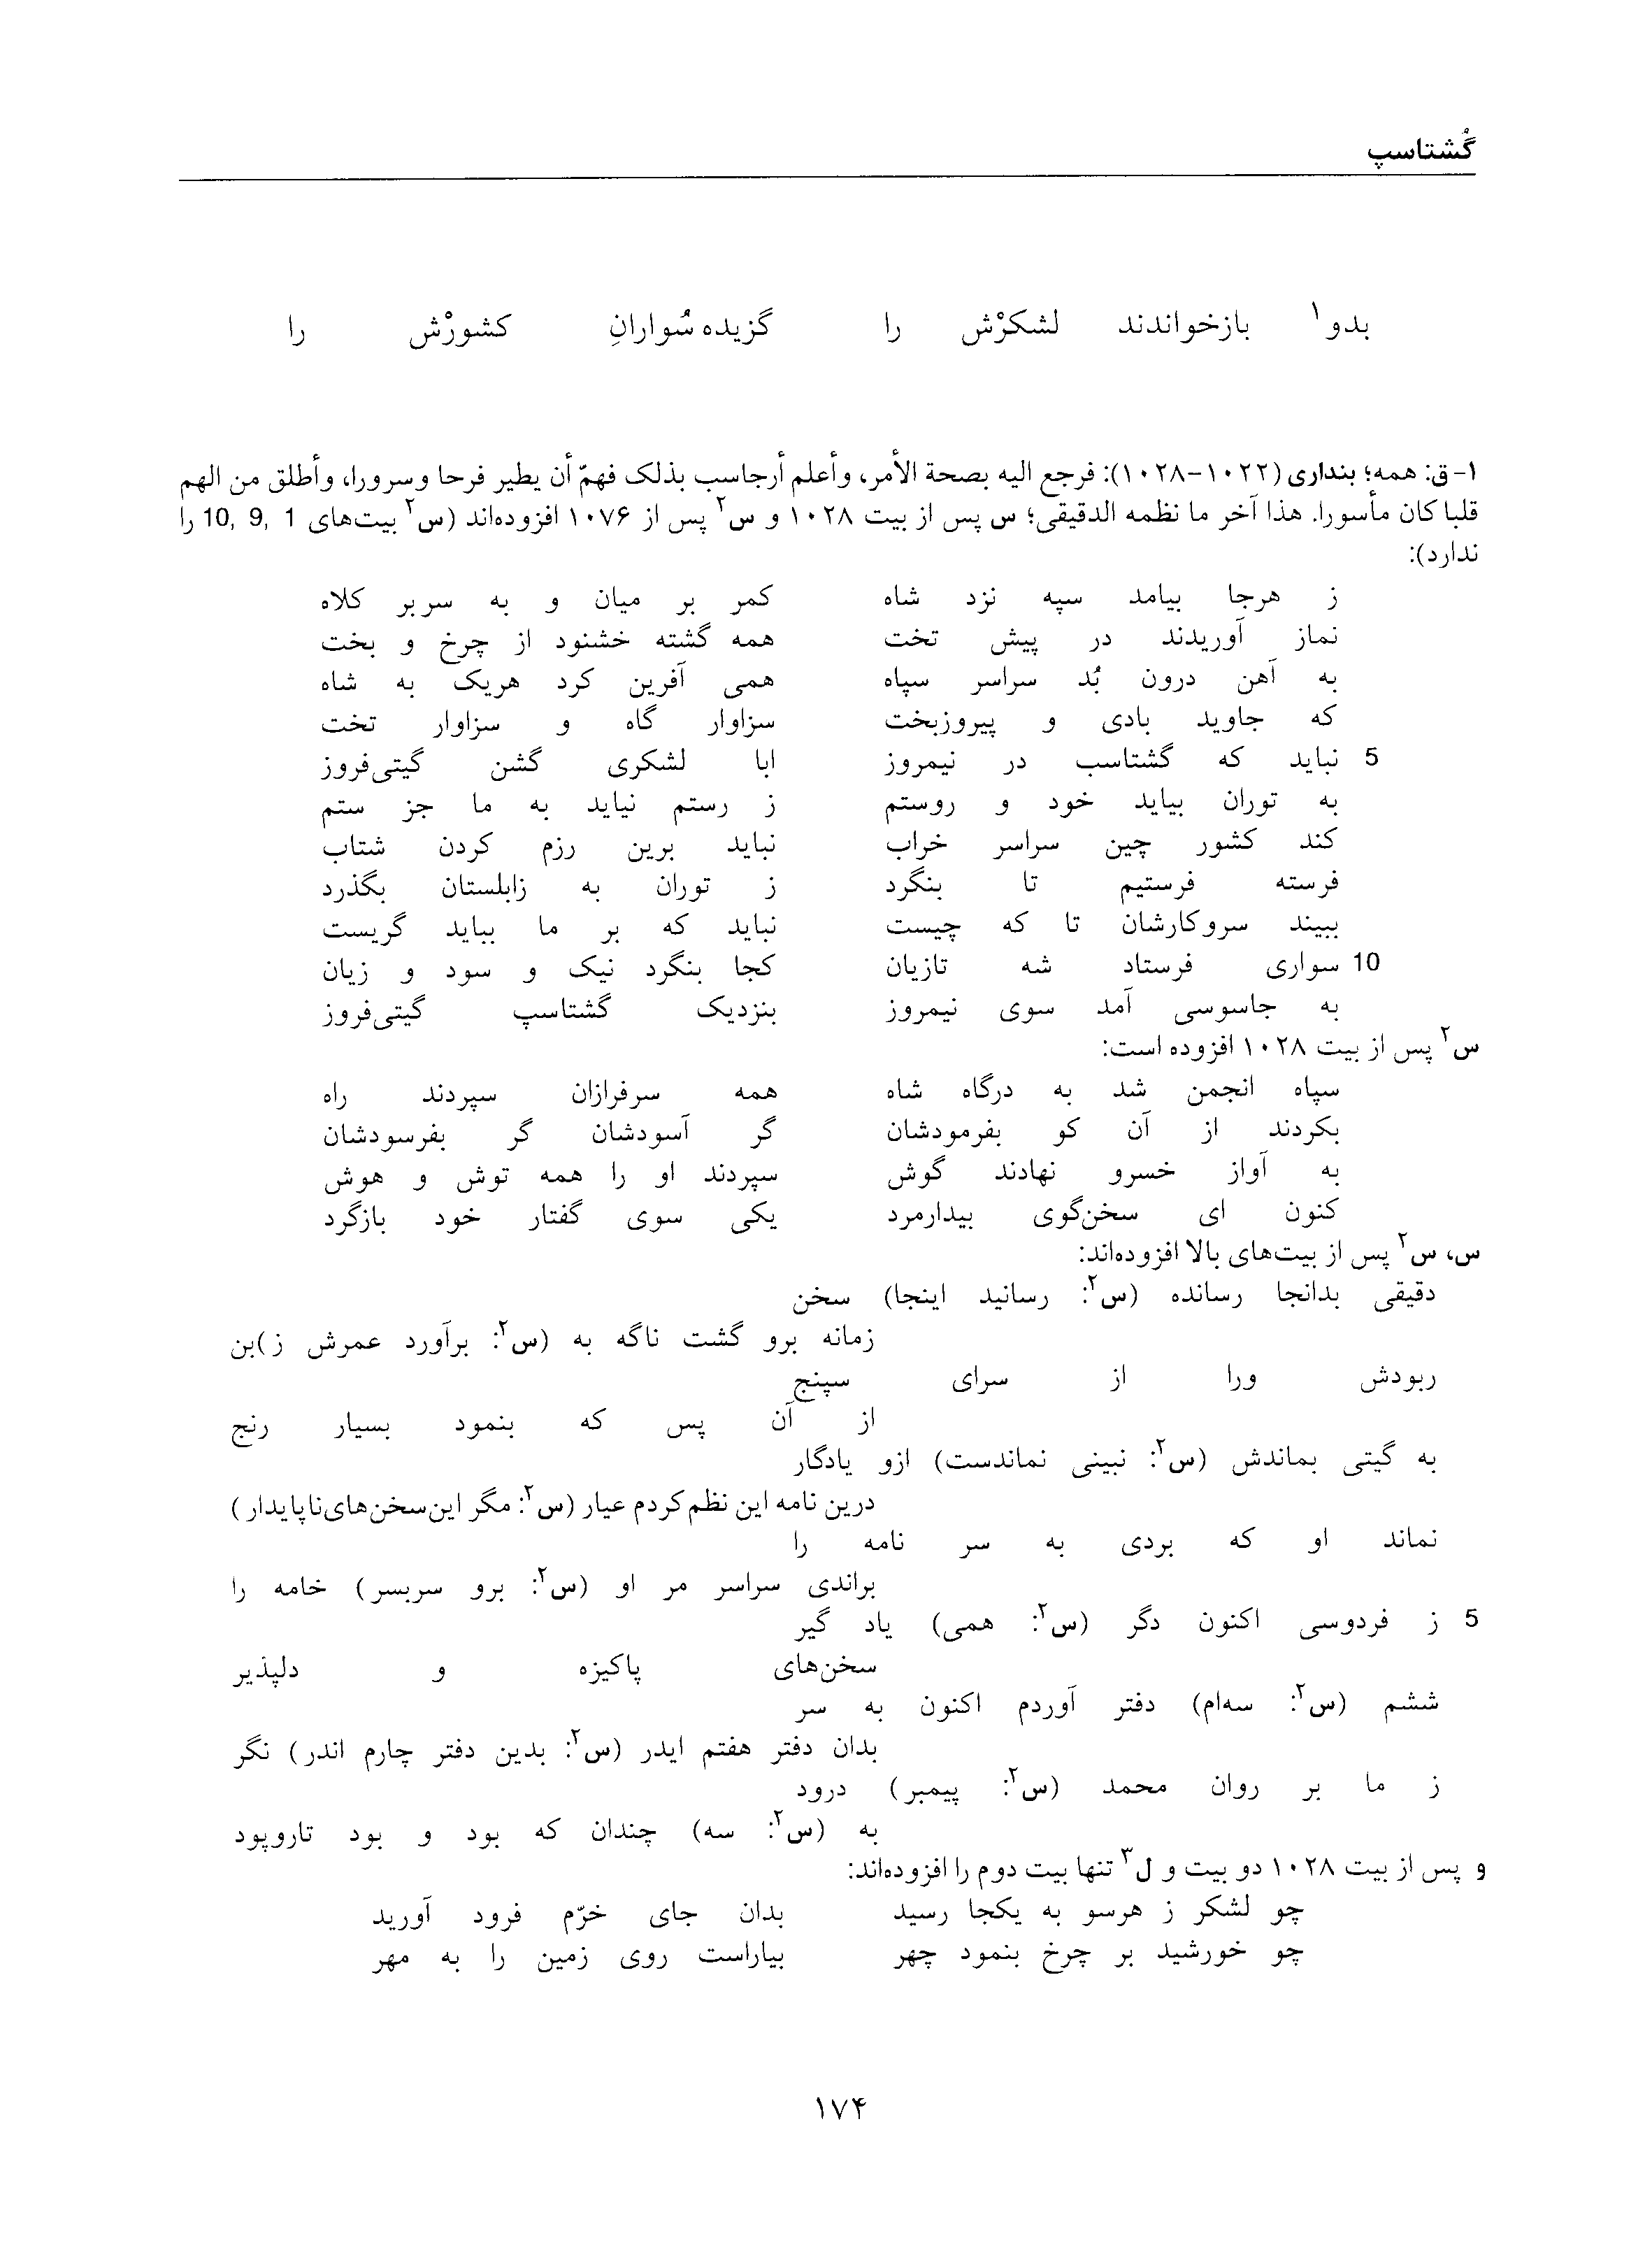 گُشتاسپ
بدو۱ بازخواندند لشکرْش را گزیده سُوارانِ کشورْش را
۱-ق: همه؛ بنداری (۱۰۲۲-۱۰۲۸): فرجع الیه بصحة الأمر، وأعلم أرجاسب بذلک فهمّ أن یطیر فرحا وسرورا، وأطلق من الهم
قلبا کان مأسورا. هذا آخر ما نظمه الدقیقی؛ س پس از بیت ۱۰۲۸ و س۲ پس از ۱۰۷۶ افزوده‌اند (س۲ بیت‌های 1 ,9 ,10 را
ندارد):
ز هرجا بیامد سپه نزد شاه کمر بر میان و به سربر کلاه
نماز آوریدند در پیش تخت همه گشته خشنود از چرخ و بخت
به آهن درون بُد سراسر سپاه همی آفرین کرد هریک به شاه
که جاوید بادی و پیروزبخت سزاوار گاه و سزاوار تخت
5 نباید که گشتاسب در نیمروز ابا لشکری گشن گیتی‌فروز
به توران بیاید خود و روستم ز رستم نیاید به ما جز ستم
کند کشور چین سراسر خراب نباید برین رزم کردن شتاب
فرسته فرستیم تا بنگرد ز توران به زابلستان بگذرد
ببیند سروکارشان تا که چیست نباید که بر ما بباید گریست
10 سواری فرستاد شه تازیان کجا بنگرد نیک و سود و زیان
به جاسوسی آمد سوی نیمروز بنزدیک گشتاسپ گیتی‌فروز
س۲ پس از بیت ۱۰۲۸ افزوده است:
سپاه انجمن شد به درگاه شاه همه سرفرازان سپردند راه
بکردند از آن کو بفرمودشان گر آسودشان گر بفرسودشان
به آواز خسرو نهادند گوش سپردند او را همه توش و هوش
کنون ای سخن‌گوی بیدارمرد یکی سوی گفتار خود بازگرد
س، س۲ پس از بیت‌های بالا افزوده‌اند:
دقیقی بدانجا رسانده (س۲: رسانید اینجا) سخن
زمانه برو گشت ناگه به (س۲: برآورد عمرش ز)بن
ربودش ورا از سرای سپنج
از آن پس که بنمود بسیار رنج
به گیتی بماندش (س۲: نبینی نماندست) ازو یادگار
درین نامه این نظم کردم عیار (س۲: مگر این سخن‌های ناپایدار)
نماند او که بردی به سر نامه را
براندی سراسر مر او (س۲: برو سربسر) خامه را
5 ز فردوسی اکنون دگر (س۲: همی) یاد گیر
سخن‌های پاکیزه و دلپذیر
ششم (س۲: سه‌ام) دفتر آوردم اکنون به سر
بدان دفتر هفتم ایدر (س۲: بدین دفتر چارم اندر) نگر
ز ما بر روان محمد (س۲: پیمبر) درود
به (س۲: سه) چندان که بود و بود تاروپود
و پس از بیت ۱۰۲۸ دو بیت و ل۳ تنها بیت دوم را افزوده‌اند:
چو لشکر ز هرسو به یکجا رسید بدان جای خرّم فرود آورید
چو خورشید بر چرخ بنمود چهر بیاراست روی زمین را به مهر
۱۷۴